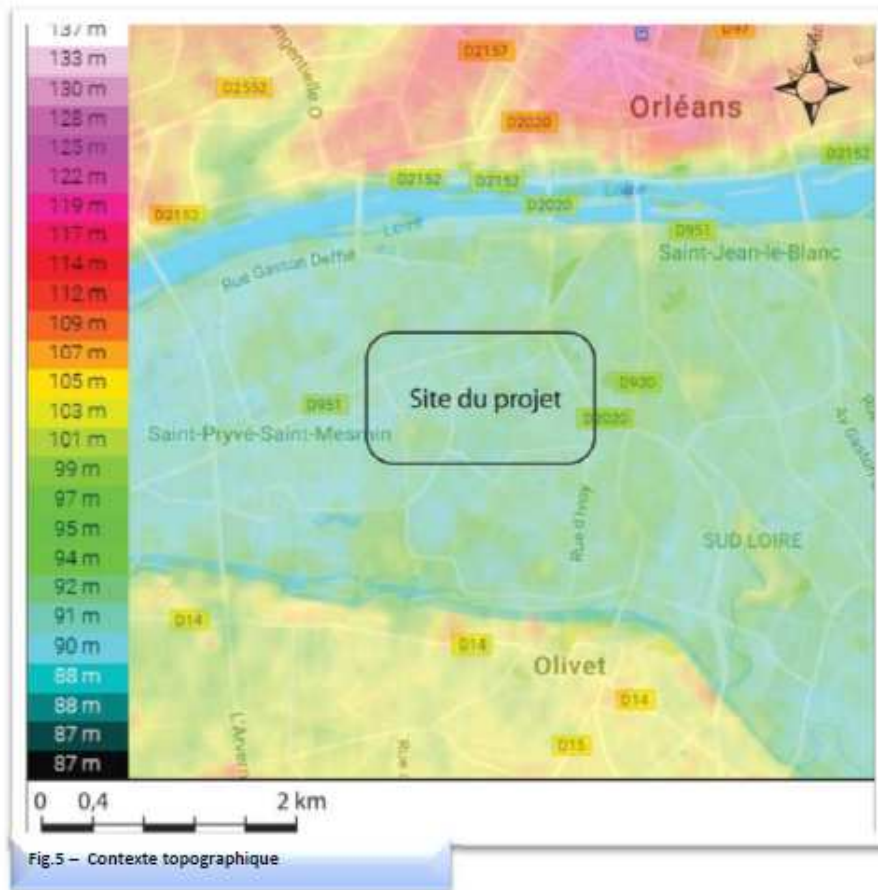 137 m
133 m
130 m
128 m
125 m
122 m
119 m
117 m
114 m
112 m
109 m
107 m
105 m
103 m
101 m
99 m
97 m
95 m
94 m
92 m
91 m
90 m
88 m
88 m
87 m
87 m
D2157
D97
D2552
Orléans
D2020
D2152
D2152
D2152
Loire
D2020
D2152
D951
Loire
Saint-Jean-le-Blanc
Site du projet
D920
D951
D2020
Saint-Pryvé-Saint-Mesmin
Rue d'Ivoy
SUD LOIRE
D14
D14
Olivet
D14
D15
0 0,4 2 km
Fig.5 – Contexte topographique